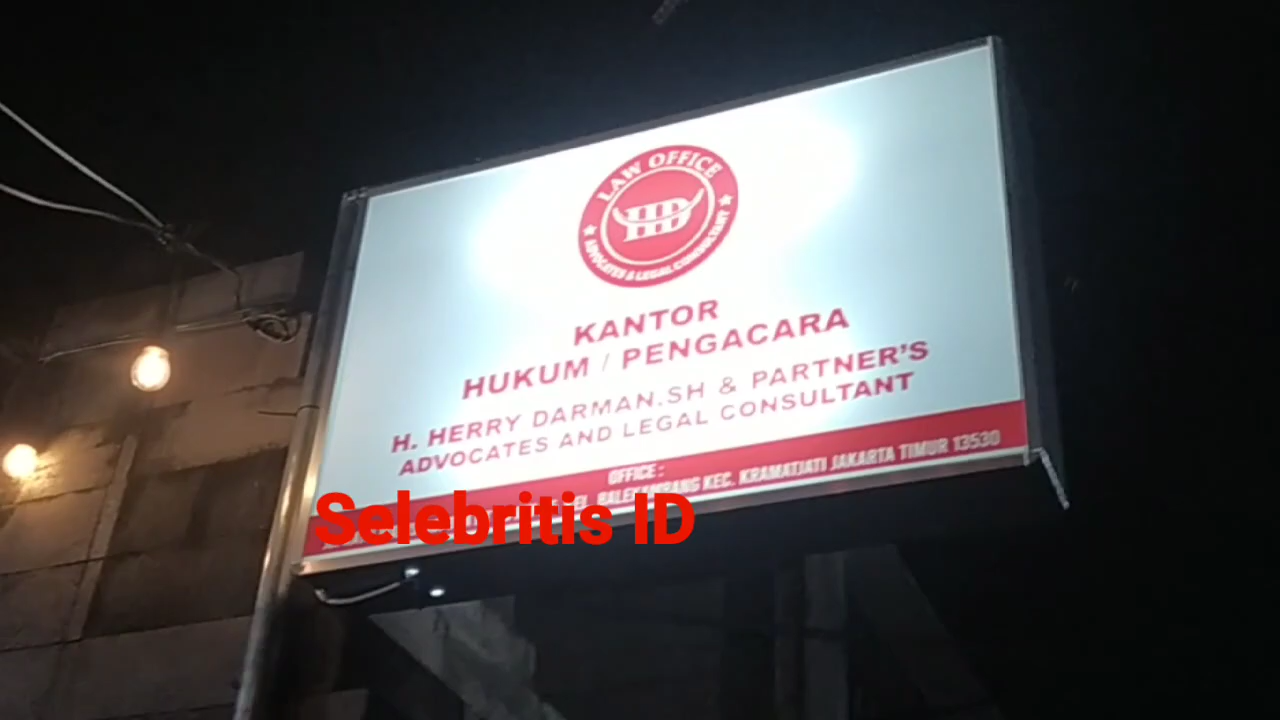 LAW OFFICE
HD
ADVOCATES & LEGAL CONSULTANT
KANTOR
HUKUM / PENGACARA
H. HERRY DARMAN.SH & PARTNER'S
ADVOCATES AND LEGAL CONSULTANT
OFFICE :
BALEKAMBANG KEC. KRAMATJATI JAKARTA TIMUR 13530
Selebritis ID